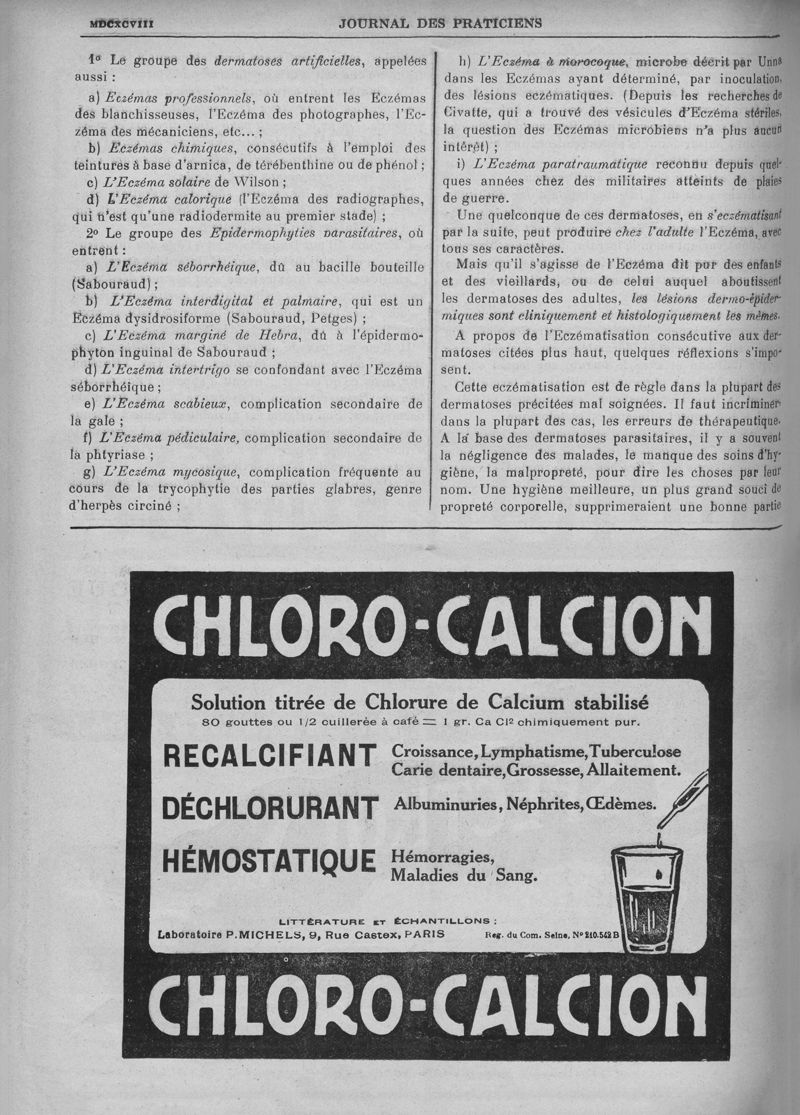 MDCXCVIII
JOURNAL DES PRATICIENS
1º Le groupe des dermatoses artificielles, appelées
aussi :
a) Eczémas professionnels, où entrent les Eczémas
des blanchisseuses, l'Eczéma des photographes, l'Ec-
zéma des mécaniciens, etc... ;
b) Eczémas chimiques, consécutifs à l'emploi des
teintures à base d'arnica, de térébenthine ou de phénol ;
c) L'Eczéma solaire de Wilson ;
d) L'Eczéma calorique (l'Eczéma des radiographes,
qui n'est qu'une radiodermite au premier stade) ;
2º Le groupe des Epidermophyties parasitaires, où
entrent :
a) L'Eczéma séborrhéique, dû au bacille bouteille
(Sabouraud) ;
b) L'Eczéma interdigital et palmaire, qui est un
Eczéma dysidrosiforme (Sabouraud, Petges) ;
c) L'Eczéma marginé de Hebra, dû à l'épidermo-
phyton inguinal de Sabouraud ;
d) L'Eczéma intertrigo se confondant avec l'Eczéma
séborrhéique ;
e) L'Eczéma scabieux, complication secondaire de
la gale ;
f) L'Eczéma pédiculaire, complication secondaire de
la phtyriase ;
g) L'Eczéma mycosique, complication fréquente au
cours de la trycophytie des parties glabres, genre
d'herpès circiné ;
h) L'Eczéma à morocoque, microbe décrit par Unna
dans les Eczémas ayant déterminé, par inoculation,
des lésions eczématiques. (Depuis les recherches de
Civatte, qui a trouvé des vésicules d'Eczéma stériles,
la question des Eczémas microbiens n'a plus aucun
intérêt) ;
i) L'Eczéma paratraumatique reconnu depuis quel-
ques années chez des militaires atteints de plaies
de guerre.
Une quelconque de ces dermatoses, en s'eczématisant
par la suite, peut produire chez l'adulte l'Eczéma, avec
tous ses caractères.
Mais qu'il s'agisse de l'Eczéma dit pur des enfants
et des vieillards, ou de celui auquel aboutissent
les dermatoses des adultes, les lésions dermo-épider-
miques sont cliniquement et histologiquement les mêmes.
A propos de l'Eczématisation consécutive aux der-
matoses citées plus haut, quelques réflexions s'impo-
sent.
Cette eczématisation est de règle dans la plupart des
dermatoses précitées mal soignées. Il faut incriminer
dans la plupart des cas, les erreurs de thérapeutique.
A la base des dermatoses parasitaires, il y a souvent
la négligence des malades, le manque des soins d'hy-
giène, la malpropreté, pour dire les choses par leur
nom. Une hygiène meilleure, un plus grand souci de
propreté corporelle, supprimeraient une bonne partie
CHLORO-CALCION
Solution titrée de Chlorure de Calcium stabilisé
80 gouttes ou 1/2 cuillerée à café = 1 gr. Ca Cl² chimiquement pur.
RECALCIFIANT
Croissance, Lymphatisme, Tuberculose
Carie dentaire, Grossesse, Allaitement.
DÉCHLORURANT
Albuminuries, Néphrites, Œdèmes.
HÉMOSTATIQUE
Hémorragies,
Maladies du Sang.
LITTÉRATURE ET ÉCHANTILLONS :
Laboratoire P. MICHELS, 9, Rue Castex, PARIS
Reg. du Com. Seine, Nº 210.542 B
CHLORO-CALCION